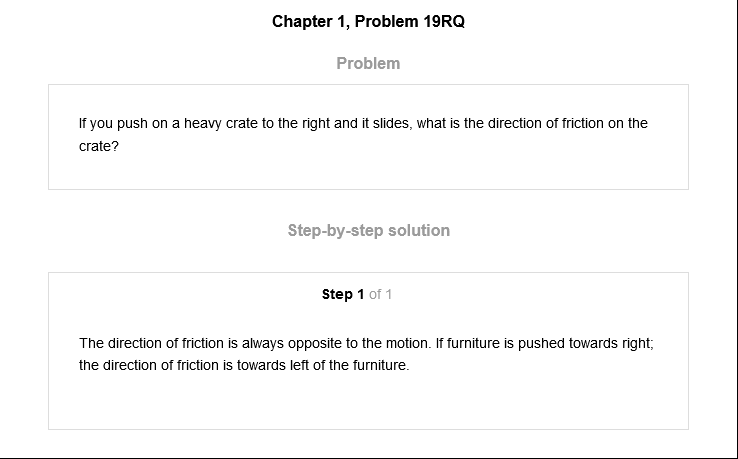 Chapter 1, Problem 19RQ
Problem
If you push on a heavy crate to the right and it slides, what is the direction of friction on the
crate?
Step-by-step solution
Step 1 of 1
The direction of friction is always opposite to the motion. If furniture is pushed towards right;
the direction of friction is towards left of the furniture.